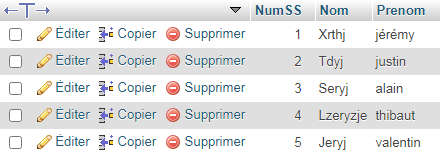 NumSS Nom Prenom
Éditer Copier Supprimer 1 Xrthj jérémy
Éditer Copier Supprimer 2 Tdyj justin
Éditer Copier Supprimer 3 Seryj alain
Éditer Copier Supprimer 4 Lzeryzje thibaut
Éditer Copier Supprimer 5 Jeryj valentin